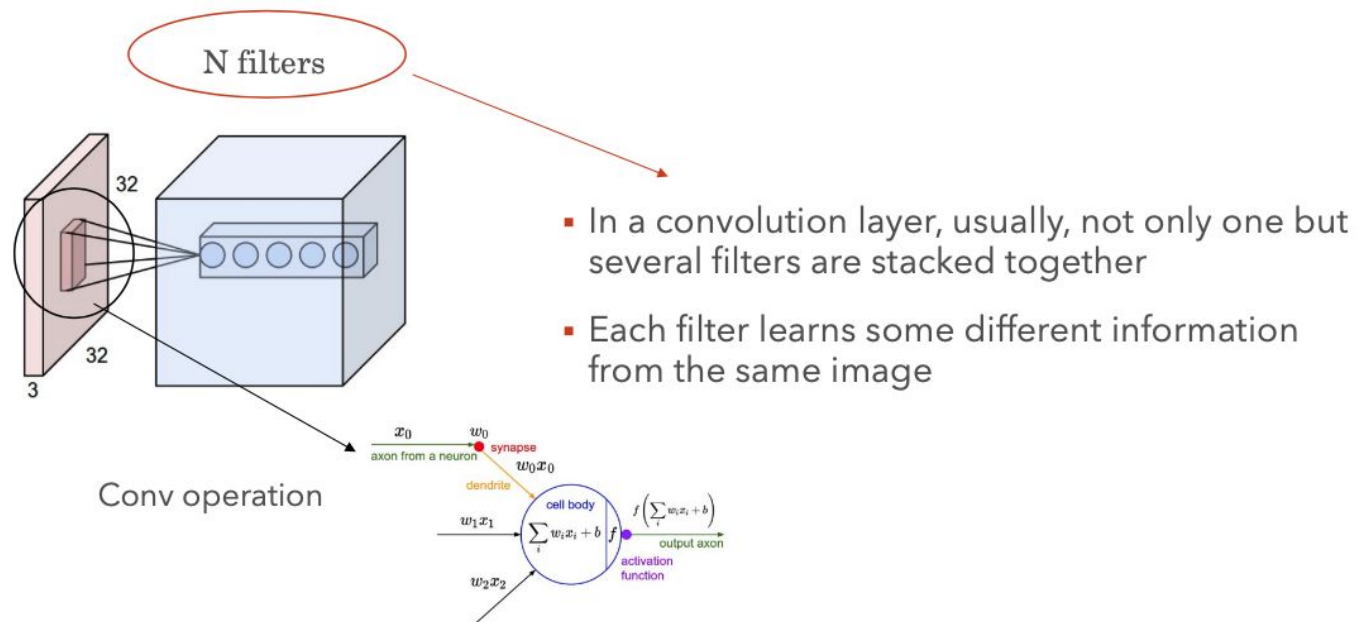 N filters
32
32
3
▪ In a convolution layer, usually, not only one but
several filters are stacked together
▪ Each filter learns some different information
from the same image
Conv operation
x₀
w₀
synapse
axon from a neuron
w₀x₀
dendrite
cell body
w₁x₁
∑ᵢ wᵢxᵢ + b
f
f(∑ᵢ wᵢxᵢ + b)
output axon
activation
function
w₂x₂